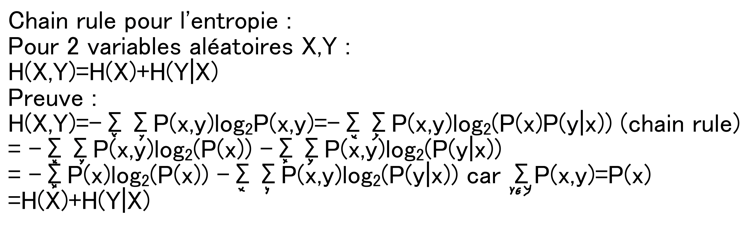 Chain rule pour l'entropie :
Pour 2 variables aléatoires X,Y :
H(X,Y)=H(X)+H(Y|X)
Preuve :
H(X,Y)=-∑ₓ ∑ᵧ P(x,y)log₂P(x,y)=-∑ₓ ∑ᵧ P(x,y)log₂(P(x)P(y|x)) (chain rule)
= -∑ₓ ∑ᵧ P(x,y)log₂(P(x)) -∑ₓ ∑ᵧ P(x,y)log₂(P(y|x))
= -∑ₓ P(x)log₂(P(x)) -∑ₓ ∑ᵧ P(x,y)log₂(P(y|x)) car ∑_{y∈Y} P(x,y)=P(x)
=H(X)+H(Y|X)